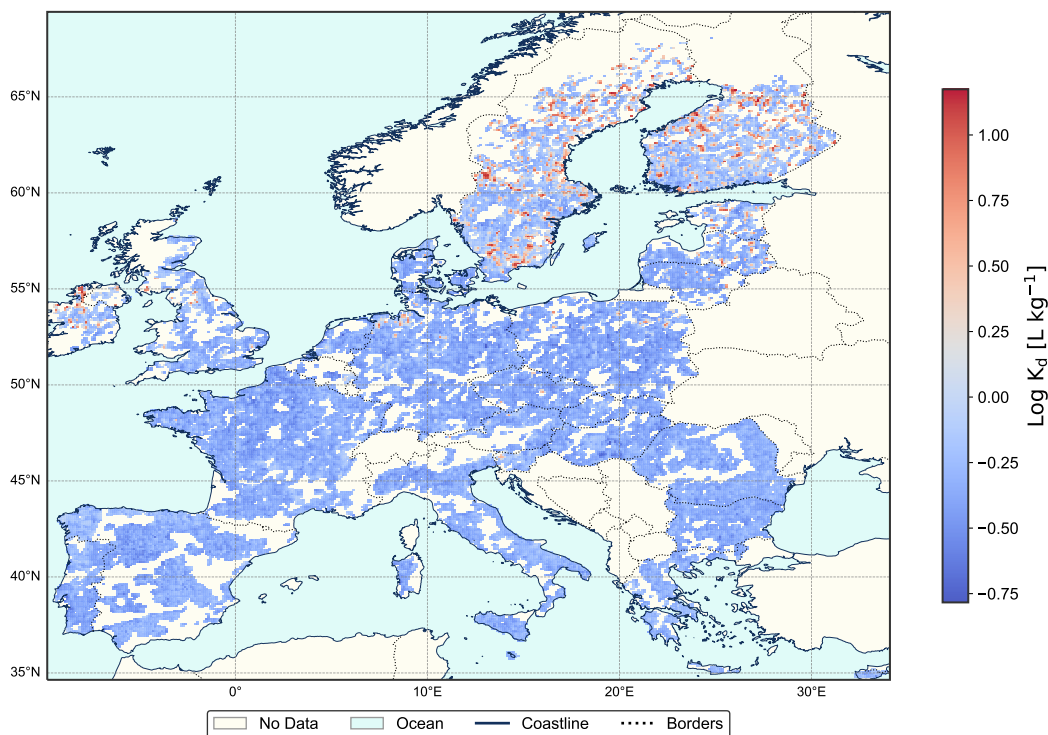 65°N
60°N
55°N
50°N
45°N
40°N
35°N
0°
10°E
20°E
30°E
1.00
0.75
0.50
0.25
0.00
−0.25
−0.50
−0.75
Log Kd [L kg⁻¹]
No Data
Ocean
Coastline
Borders